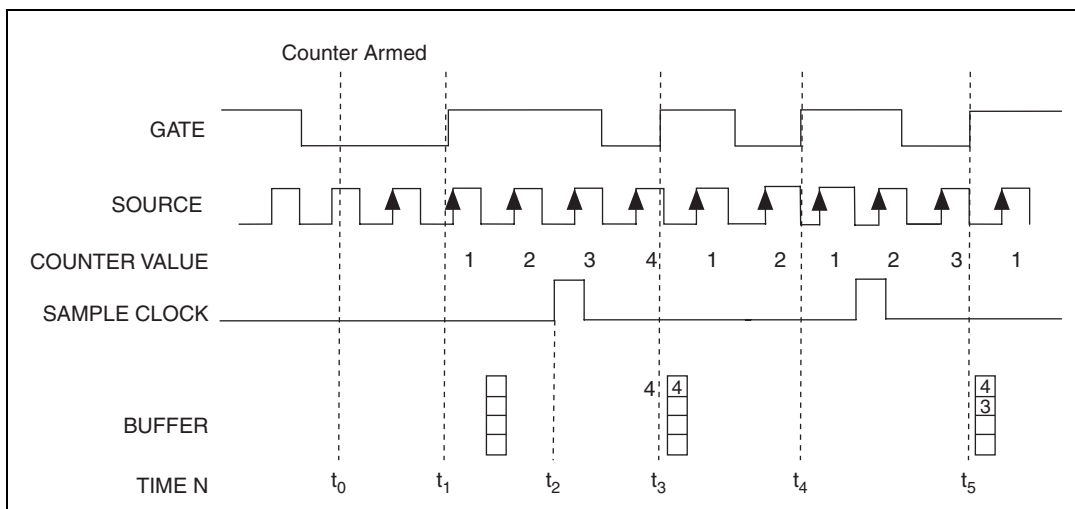 Counter Armed
GATE
SOURCE
COUNTER VALUE 1 2 3 4 1 2 1 2 3 1
SAMPLE CLOCK
4 4 4
3
BUFFER
TIME N t0 t1 t2 t3 t4 t5